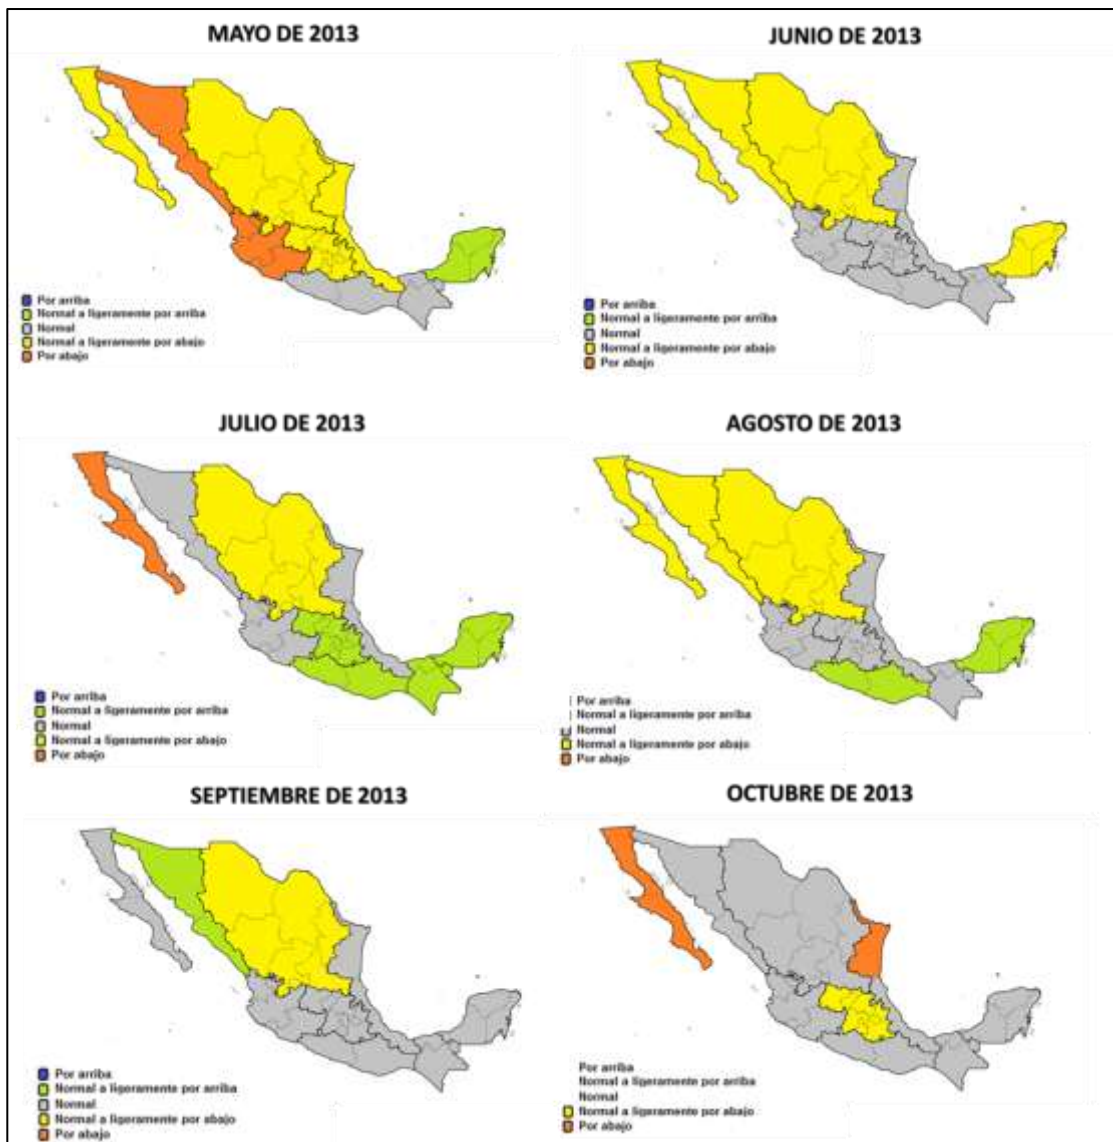 MAYO DE 2013
Por arriba
Normal a ligeramente por arriba
Normal
Normal a ligeramente por abajo
Por abajo
JUNIO DE 2013
Por arriba
Normal a ligeramente por arriba
Normal
Normal a ligeramente por abajo
Por abajo
JULIO DE 2013
Por arriba
Normal a ligeramente por arriba
Normal
Normal a ligeramente por abajo
Por abajo
AGOSTO DE 2013
Por arriba
Normal a ligeramente por arriba
Normal
Normal a ligeramente por abajo
Por abajo
SEPTIEMBRE DE 2013
Por arriba
Normal a ligeramente por arriba
Normal
Normal a ligeramente por abajo
Por abajo
OCTUBRE DE 2013
Por arriba
Normal a ligeramente por arriba
Normal
Normal a ligeramente por abajo
Por abajo